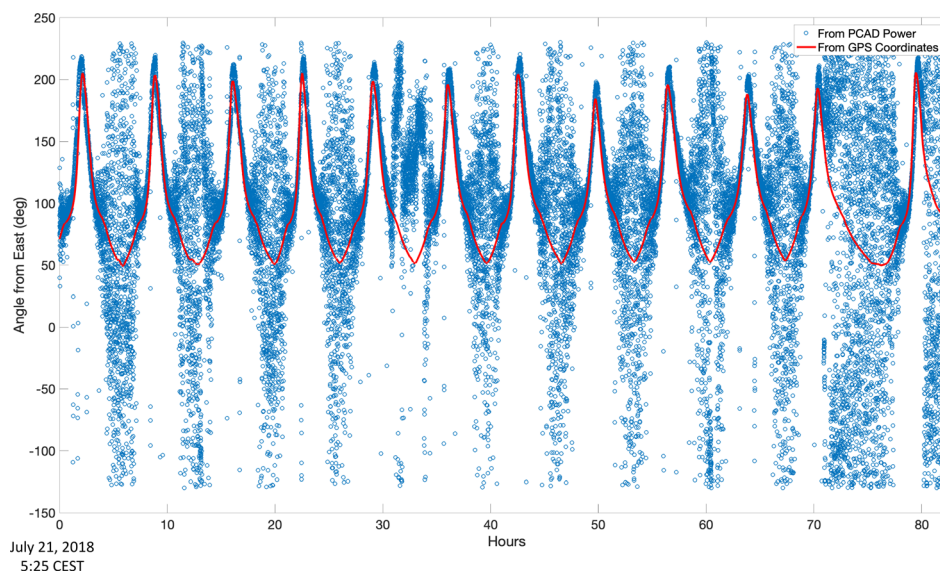 250
200
150
100
50
0
-50
-100
-150
Angle from East (deg)
From PCAD Power
From GPS Coordinates
0 10 20 30 40 50 60 70 80
Hours
July 21, 2018
5:25 CEST